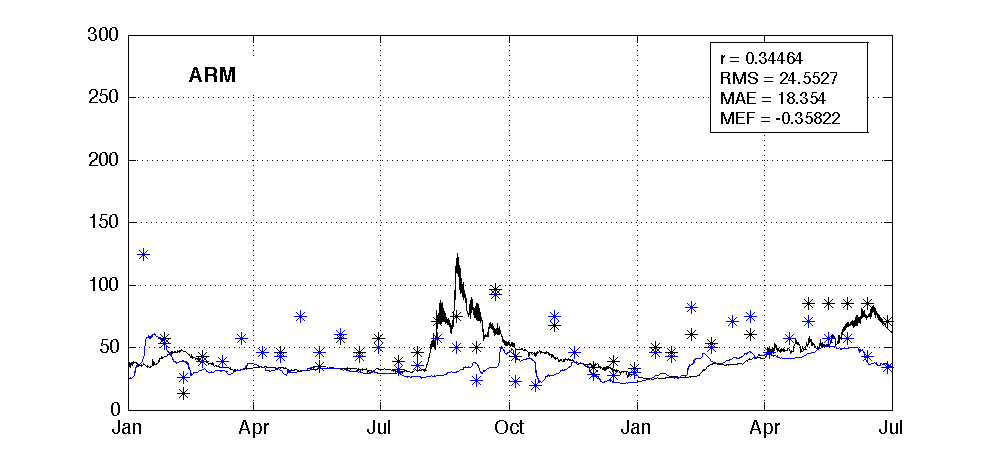 300
ARM
r = 0.34464
RMS = 24.5527
MAE = 18.354
MEF = -0.35822
250
200
150
100
50
0
Jan Apr Jul Oct Jan Apr Jul